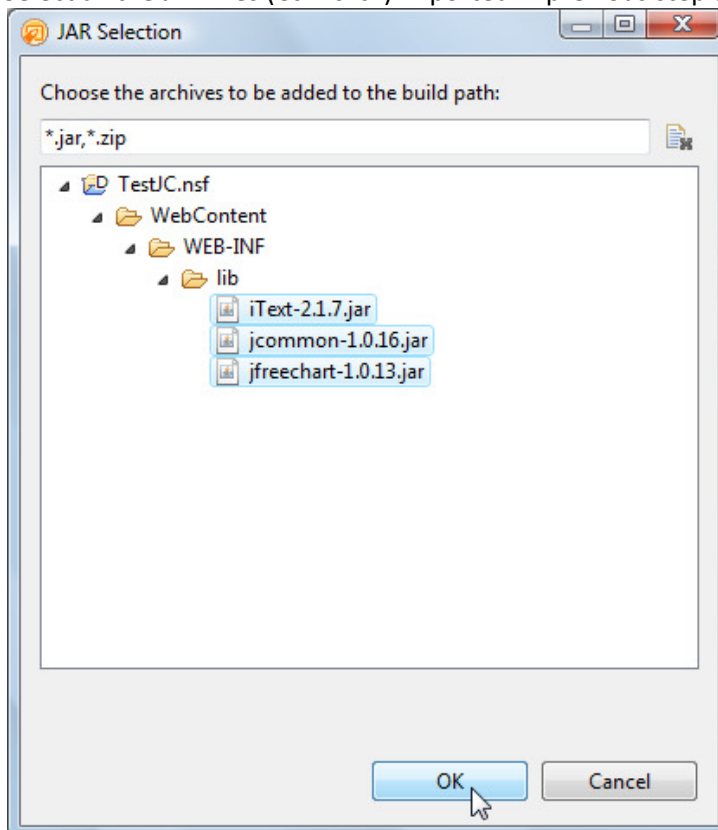 JAR Selection
Choose the archives to be added to the build path:
*.jar,*.zip
TestJC.nsf
WebContent
WEB-INF
lib
iText-2.1.7.jar
jcommon-1.0.16.jar
jfreechart-1.0.13.jar
OK
Cancel